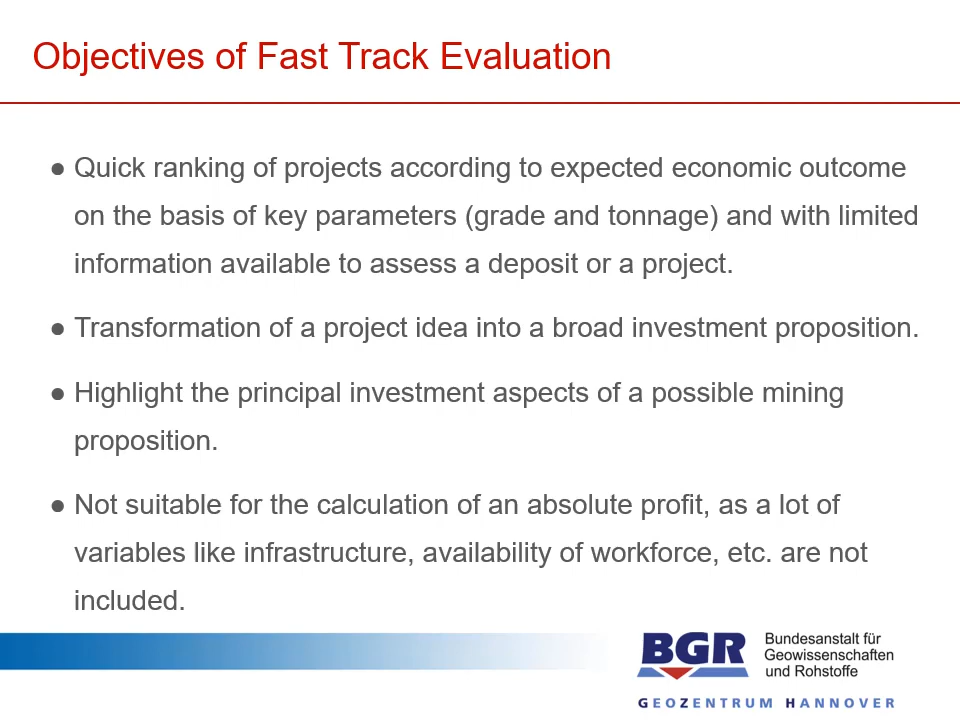 Objectives of Fast Track Evaluation
● Quick ranking of projects according to expected economic outcome
on the basis of key parameters (grade and tonnage) and with limited
information available to assess a deposit or a project.
● Transformation of a project idea into a broad investment proposition.
● Highlight the principal investment aspects of a possible mining
proposition.
● Not suitable for the calculation of an absolute profit, as a lot of
variables like infrastructure, availability of workforce, etc. are not
included.
BGR
Bundesanstalt für
Geowissenschaften
und Rohstoffe
GEOZENTRUM HANNOVER